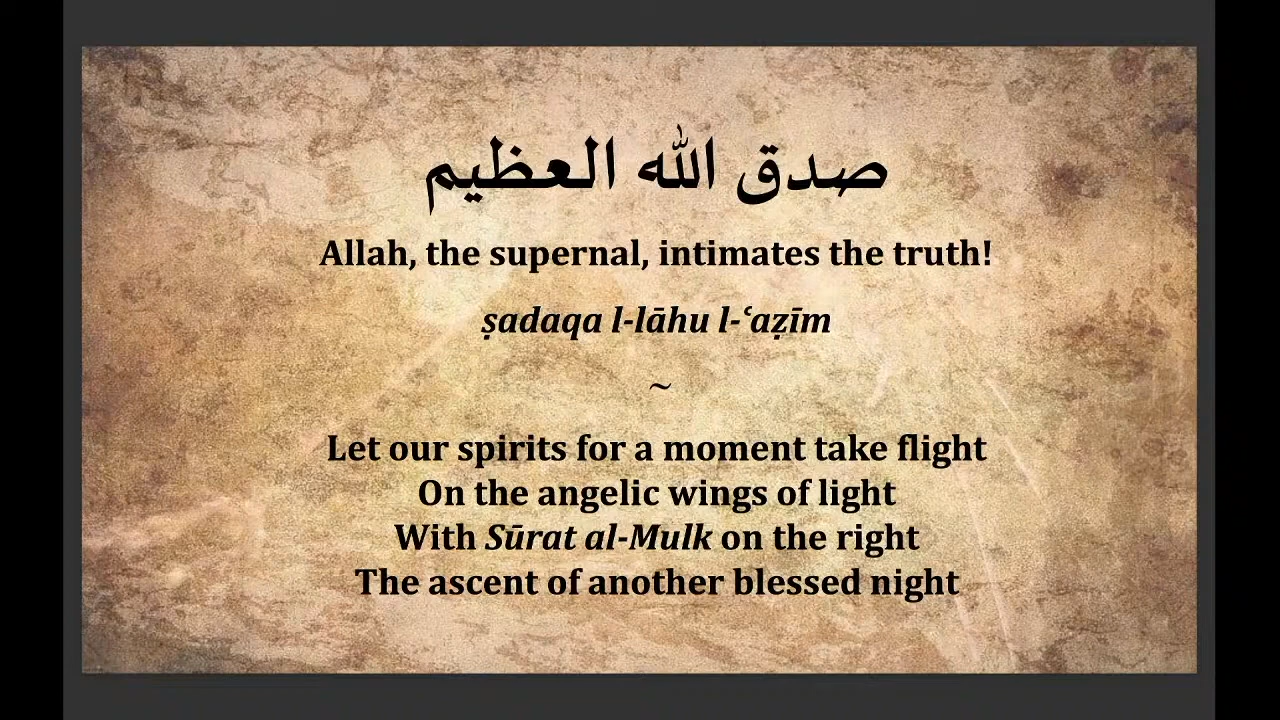 صدق الله العظيم
Allah, the supernal, intimates the truth!
ṣadaqa l-lāhu l-ʿaẓīm
~
Let our spirits for a moment take flight
On the angelic wings of light
With Sūrat al-Mulk on the right
The ascent of another blessed night